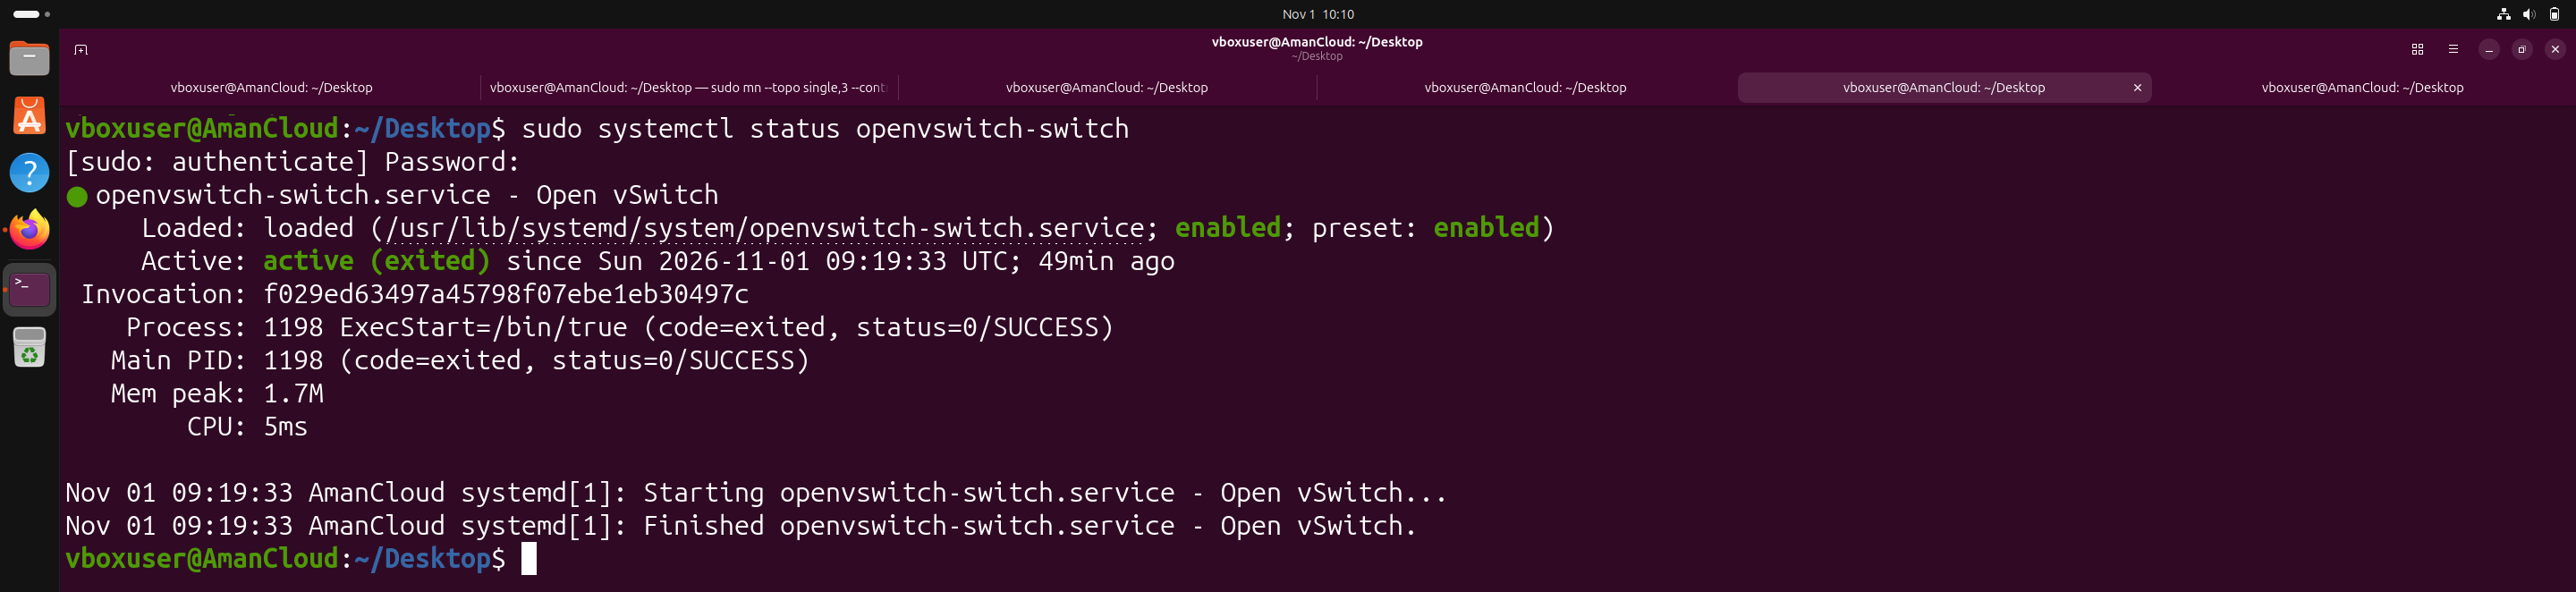 Nov 1 10:10
vboxuser@AmanCloud: ~/Desktop
~/Desktop
vboxuser@AmanCloud: ~/Desktop
vboxuser@AmanCloud: ~/Desktop — sudo mn --topo single,3 --cont
vboxuser@AmanCloud: ~/Desktop
vboxuser@AmanCloud: ~/Desktop
vboxuser@AmanCloud: ~/Desktop
vboxuser@AmanCloud: ~/Desktop
vboxuser@AmanCloud:~/Desktop$ sudo systemctl status openvswitch-switch
[sudo: authenticate] Password:
● openvswitch-switch.service - Open vSwitch
Loaded: loaded (/usr/lib/systemd/system/openvswitch-switch.service; enabled; preset: enabled)
Active: active (exited) since Sun 2026-11-01 09:19:33 UTC; 49min ago
Invocation: f029ed63497a45798f07ebe1eb30497c
Process: 1198 ExecStart=/bin/true (code=exited, status=0/SUCCESS)
Main PID: 1198 (code=exited, status=0/SUCCESS)
Mem peak: 1.7M
CPU: 5ms
Nov 01 09:19:33 AmanCloud systemd[1]: Starting openvswitch-switch.service - Open vSwitch...
Nov 01 09:19:33 AmanCloud systemd[1]: Finished openvswitch-switch.service - Open vSwitch.
vboxuser@AmanCloud:~/Desktop$